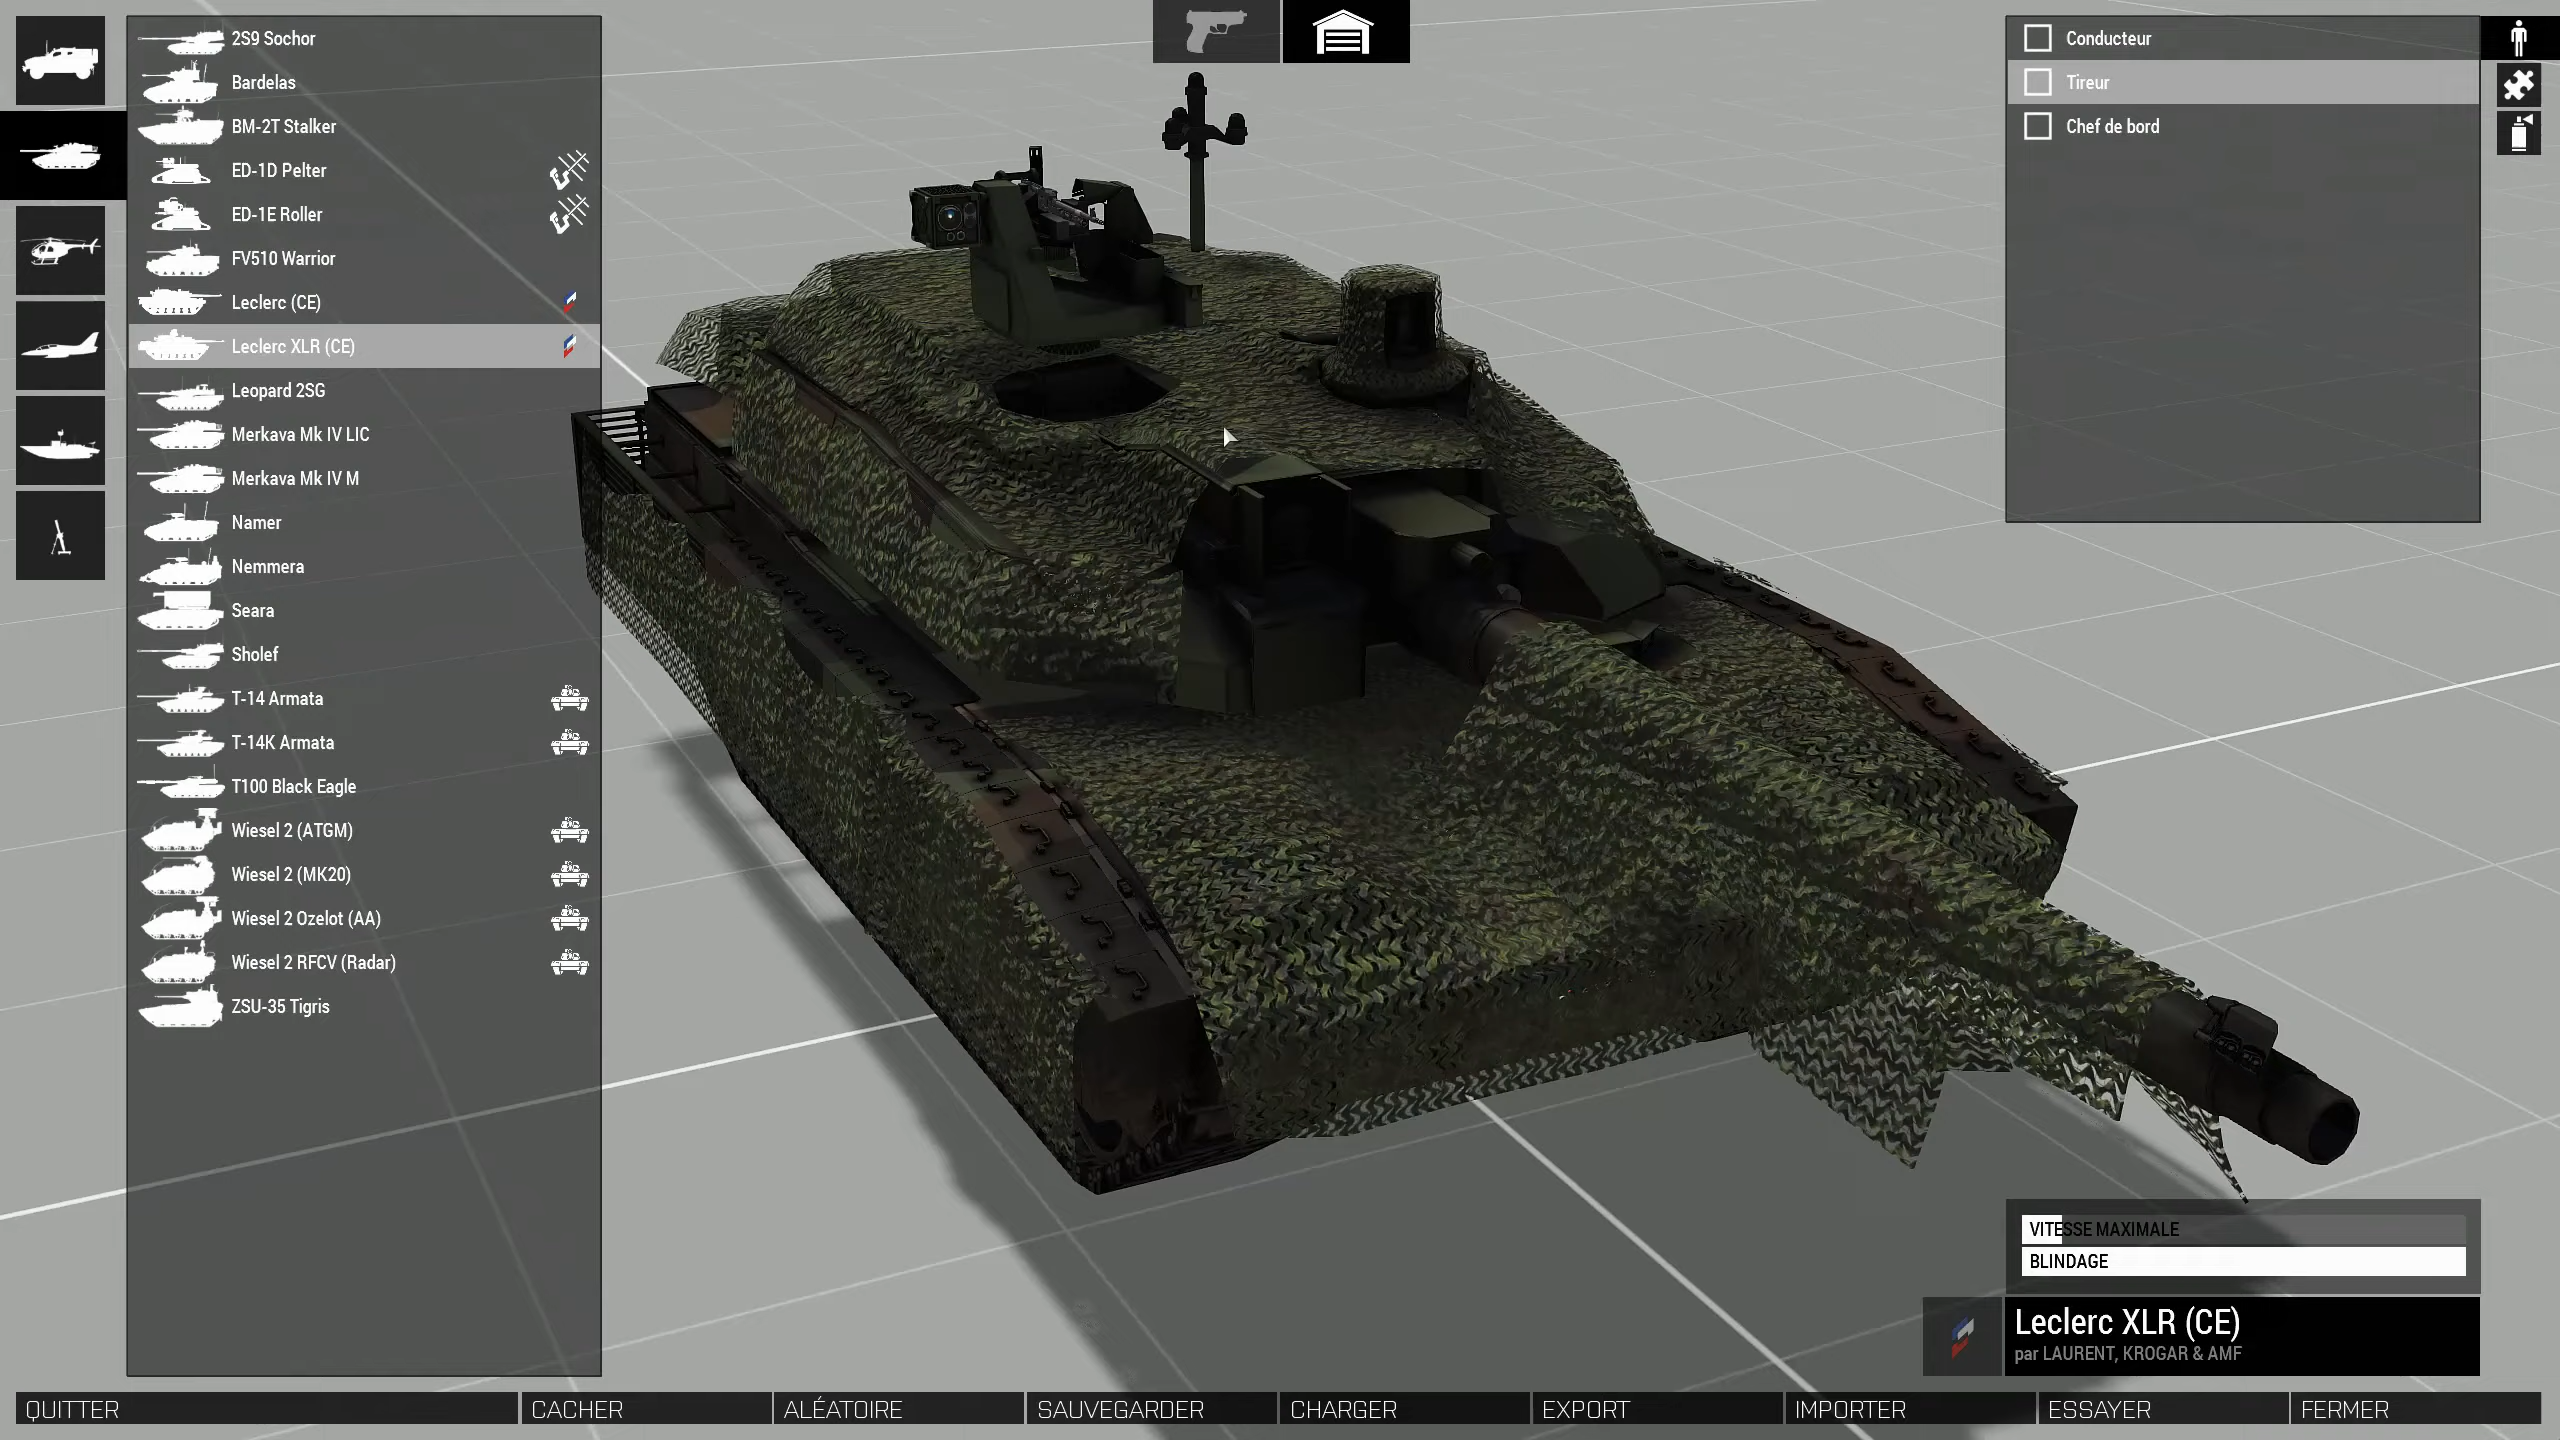 2S9 Sochor
Bardelas
BM-2T Stalker
ED-1D Pelter
ED-1E Roller
FV510 Warrior
Leclerc (CE)
Leclerc XLR (CE)
Leopard 2SG
Merkava Mk IV LIC
Merkava Mk IV M
Namer
Nemmera
Seara
Sholef
T-14 Armata
T-14K Armata
T100 Black Eagle
Wiesel 2 (ATGM)
Wiesel 2 (MK20)
Wiesel 2 Ozelot (AA)
Wiesel 2 RFCV (Radar)
ZSU-35 Tigris
Conducteur
Tireur
Chef de bord
VITESSE MAXIMALE
BLINDAGE
Leclerc XLR (CE)
par LAURENT, KROGAR & AMF
QUITTER
CACHER
ALÉATOIRE
SAUVEGARDER
CHARGER
EXPORT
IMPORTER
ESSAYER
FERMER